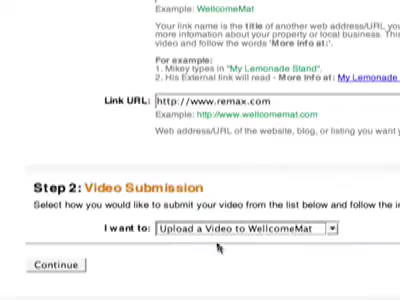 Example: WellcomeMat
Your link name is the title of another web address/URL
more infomation about your property or local business.
video and follow the words 'More info at:'.
For example:
1. Mikey types in "My Lemonade Stand".
2. His External link will read - More info at: My Lemonade
Link URL: http://www.remax.com
Example: http://www.wellcomemat.com
Web address/URL of the website, blog, or listing you want
Step 2: Video Submission
Select how you would like to submit your video from the list below and follow the
I want to: Upload a Video to WellcomeMat
Continue